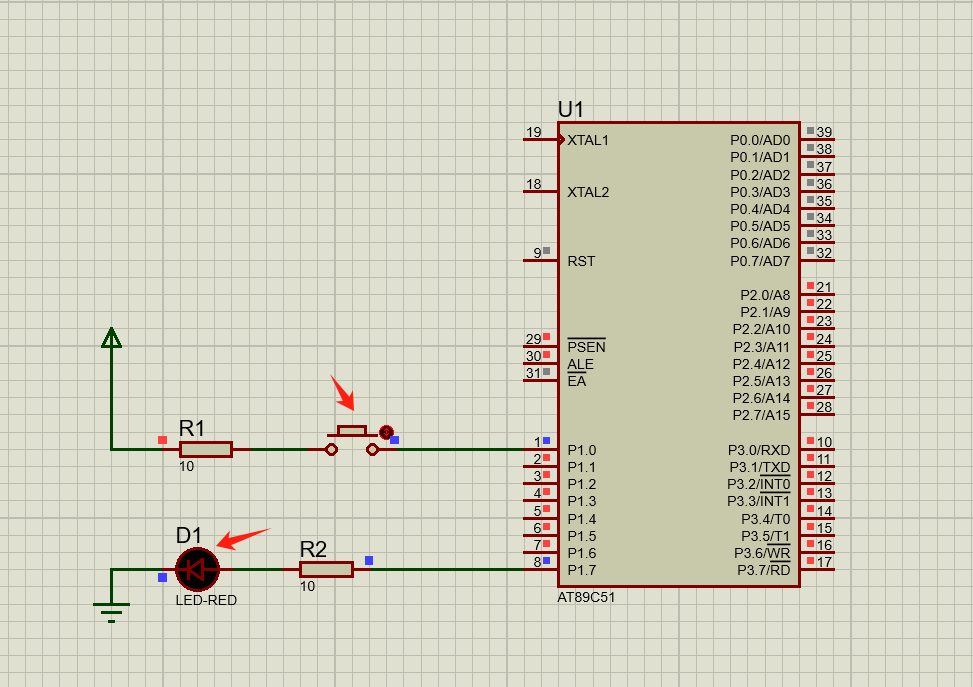 U1
19 XTAL1 P0.0/AD0 39
P0.1/AD1 38
P0.2/AD2 37
18 XTAL2 P0.3/AD3 36
P0.4/AD4 35
P0.5/AD5 34
P0.6/AD6 33
9 RST P0.7/AD7 32
P2.0/A8 21
P2.1/A9 22
P2.2/A10 23
29 PSEN P2.3/A11 24
30 ALE P2.4/A12 25
31 EA P2.5/A13 26
P2.6/A14 27
P2.7/A15 28
R1
10
1 P1.0 P3.0/RXD 10
2 P1.1 P3.1/TXD 11
3 P1.2 P3.2/INT0 12
4 P1.3 P3.3/INT1 13
5 P1.4 P3.4/T0 14
6 P1.5 P3.5/T1 15
7 P1.6 P3.6/WR 16
8 P1.7 P3.7/RD 17
D1
R2
10
LED-RED
AT89C51